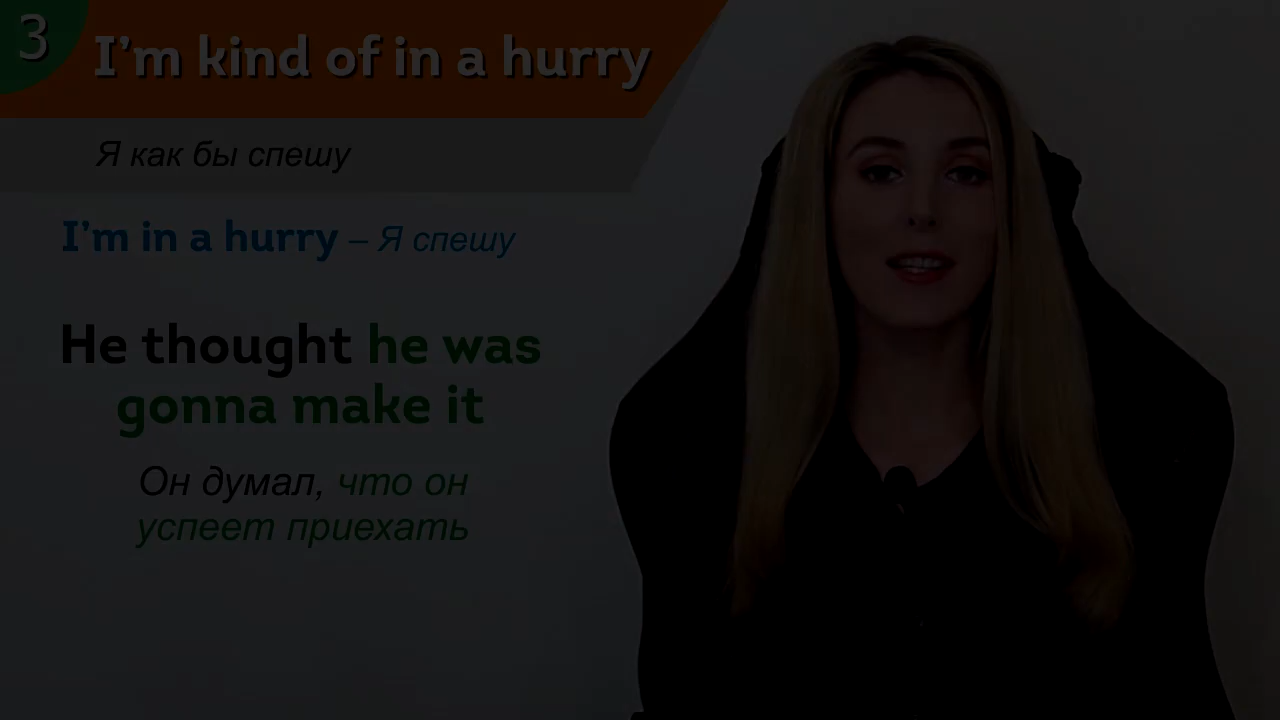 3
I'm kind of in a hurry
Я как бы спешу
I'm in a hurry – Я спешу
He thought he was
gonna make it
Он думал, что он
успеет приехать